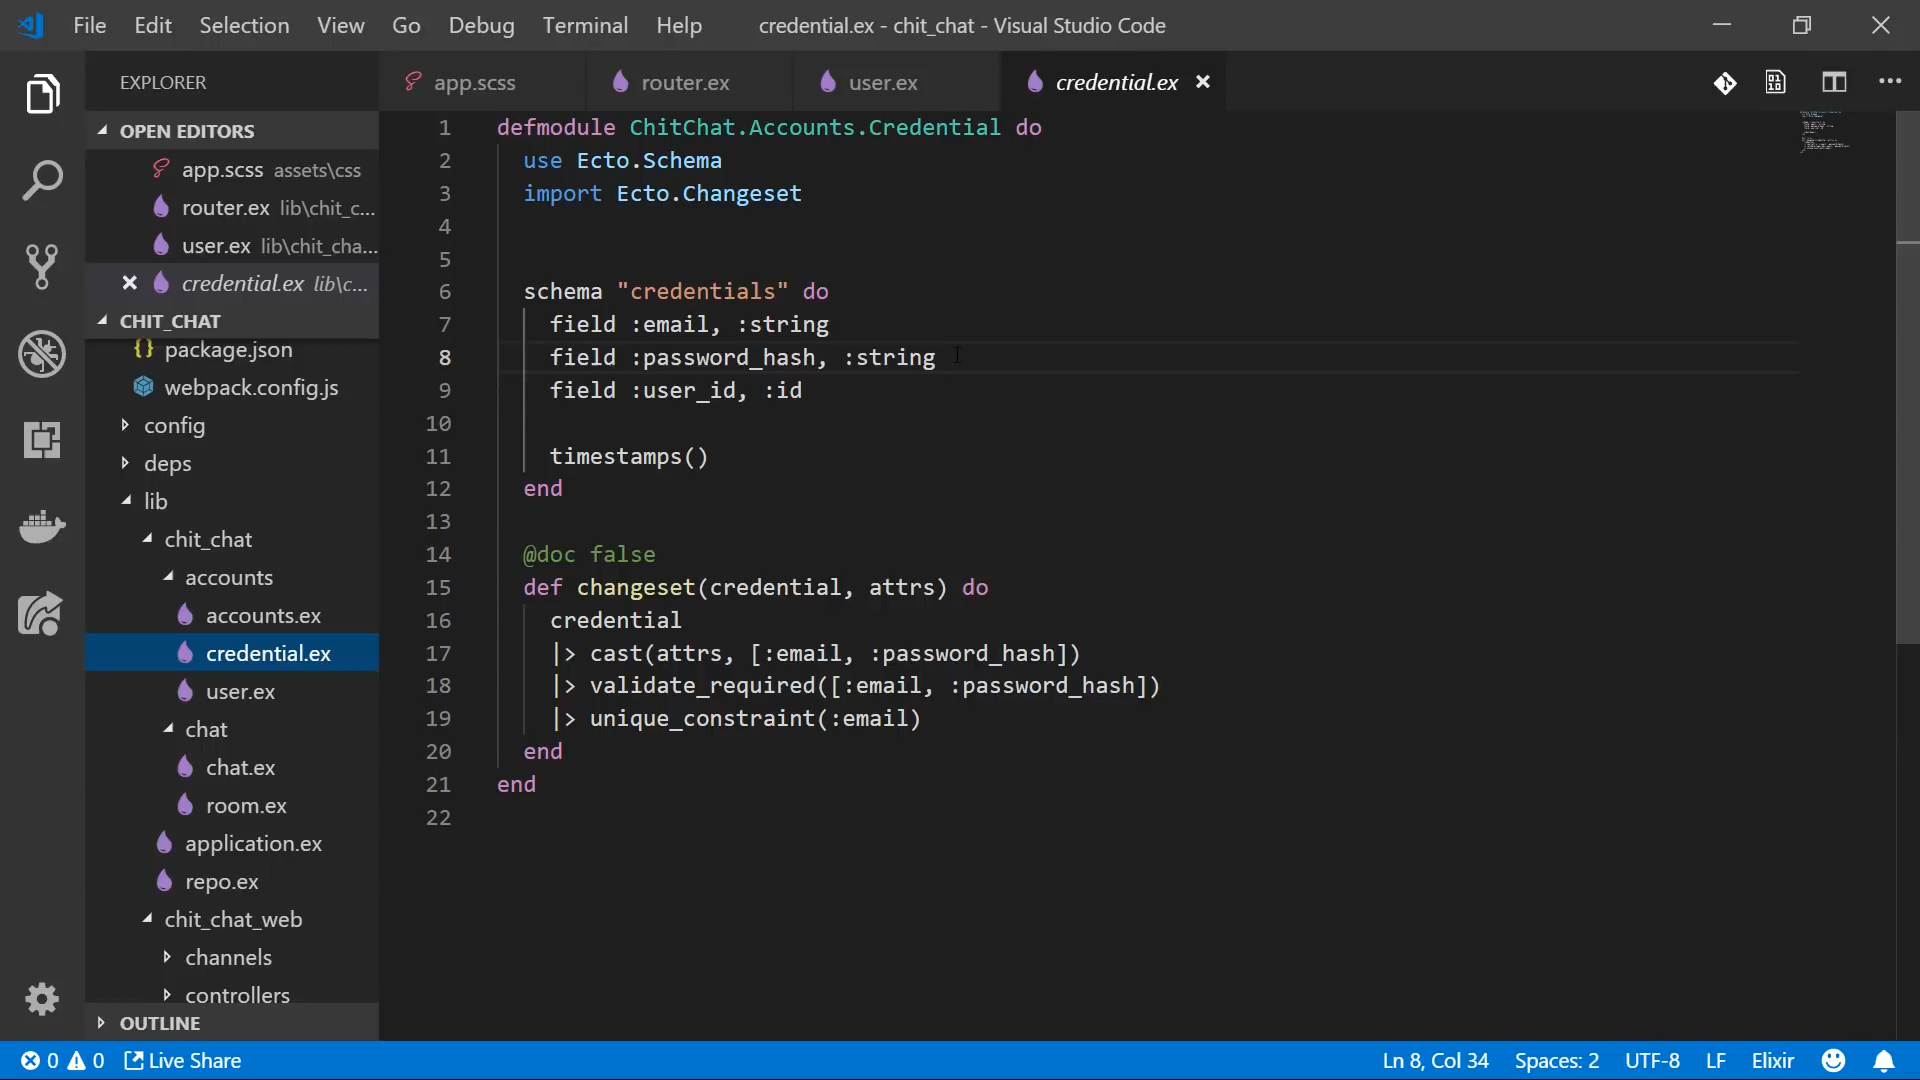 File Edit Selection View Go Debug Terminal Help credential.ex - chit_chat - Visual Studio Code
EXPLORER
app.scss router.ex user.ex credential.ex
OPEN EDITORS
app.scss assets\css
router.ex lib\chit_c...
user.ex lib\chit_cha...
credential.ex lib\c...
CHIT_CHAT
package.json
webpack.config.js
config
deps
lib
chit_chat
accounts
accounts.ex
credential.ex
user.ex
chat
chat.ex
room.ex
application.ex
repo.ex
chit_chat_web
channels
controllers
OUTLINE
1 defmodule ChitChat.Accounts.Credential do
2 use Ecto.Schema
3 import Ecto.Changeset
4
5
6 schema "credentials" do
7 field :email, :string
8 field :password_hash, :string
9 field :user_id, :id
10
11 timestamps()
12 end
13
14 @doc false
15 def changeset(credential, attrs) do
16 credential
17 |> cast(attrs, [:email, :password_hash])
18 |> validate_required([:email, :password_hash])
19 |> unique_constraint(:email)
20 end
21 end
22
0 0 Live Share Ln 8, Col 34 Spaces: 2 UTF-8 LF Elixir